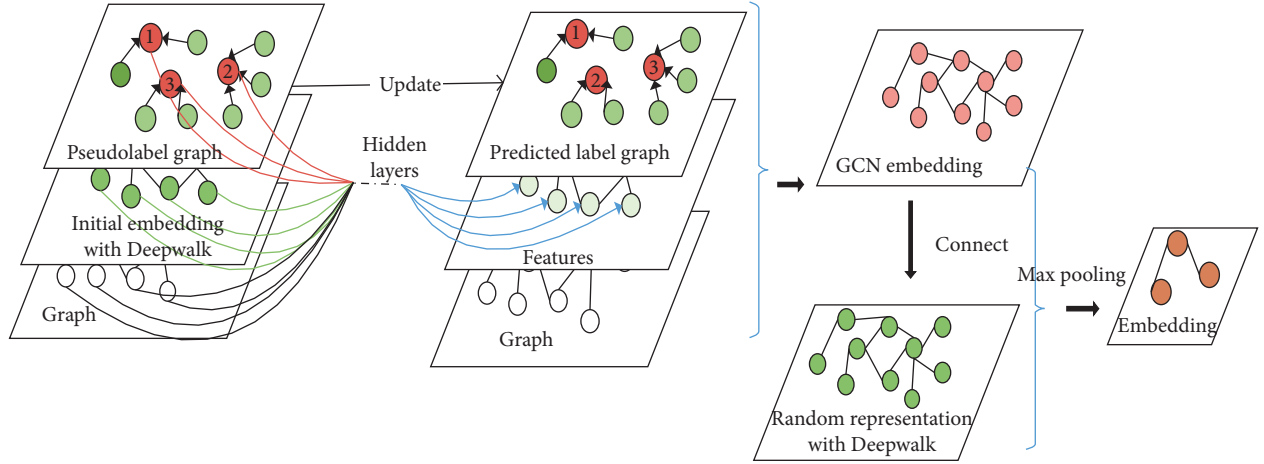 1
2
3
Pseudolabel graph
Initial embedding
with Deepwalk
Graph
Update
Hidden
layers
1
2
3
Predicted label graph
Features
Graph
GCN embedding
Connect
Random representation
with Deepwalk
Max pooling
Embedding